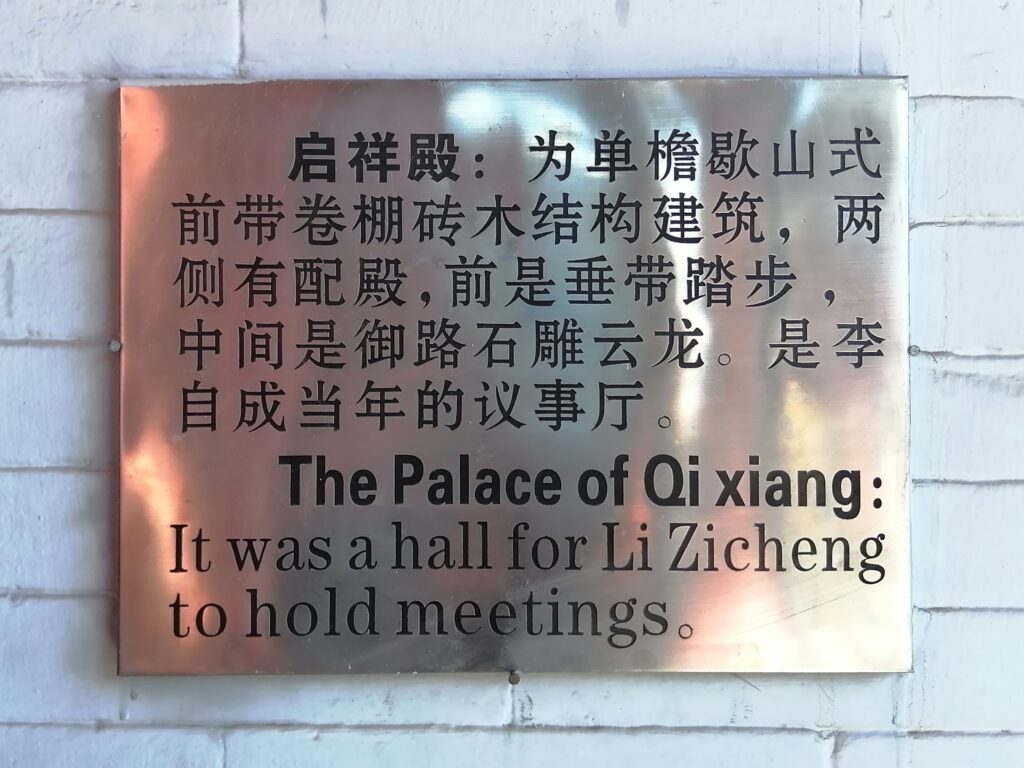 启祥殿：为单檐歇山式
前带卷棚砖木结构建筑，两
侧有配殿，前是垂带踏步，
中间是御路石雕云龙。是李
自成当年的议事厅。
The Palace of Qi xiang:
It was a hall for Li Zicheng
to hold meetings。